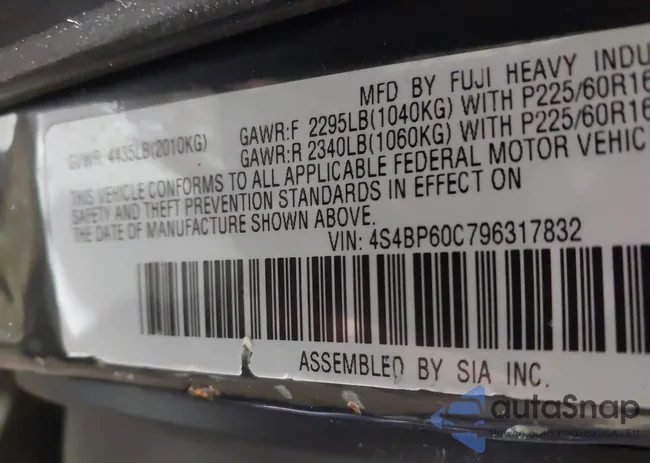 MFD BY FUJI HEAVY INDU
GVWR 4435LB(2010KG) GAWR:F 2295LB(1040KG) WITH P225/60R16
GAWR:R 2340LB(1060KG) WITH P225/60R16
THIS VEHICLE CONFORMS TO ALL APPLICABLE FEDERAL MOTOR VEHIC
SAFETY AND THEFT PREVENTION STANDARDS IN EFFECT ON
THE DATE OF MANUFACTURE SHOWN ABOVE.
VIN: 4S4BP60C796317832
ASSEMBLED BY SIA INC.
autaSnap